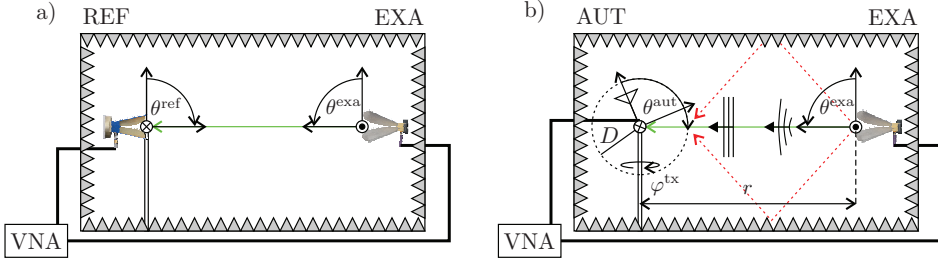 a) REF EXA
θ^ref θ^exa
VNA
b) AUT EXA
θ^aut θ^exa
D
φ^tx r
VNA